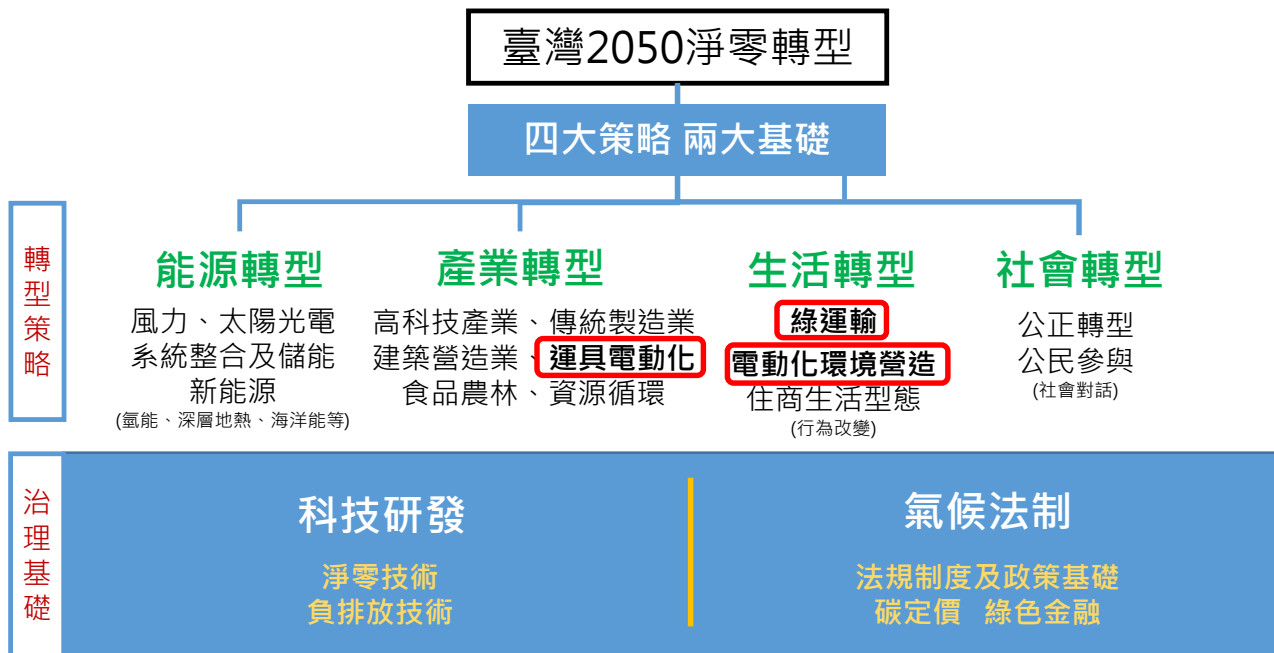 臺灣2050淨零轉型
四大策略 兩大基礎
轉型策略
能源轉型
風力、太陽光電
系統整合及儲能
新能源
(氫能、深層地熱、海洋能等)
產業轉型
高科技產業、傳統製造業
建築營造業、運具電動化
食品農林、資源循環
生活轉型
綠運輸
電動化環境營造
住商生活型態
(行為改變)
社會轉型
公正轉型
公民參與
(社會對話)
治理基礎
科技研發
淨零技術
負排放技術
氣候法制
法規制度及政策基礎
碳定價 綠色金融